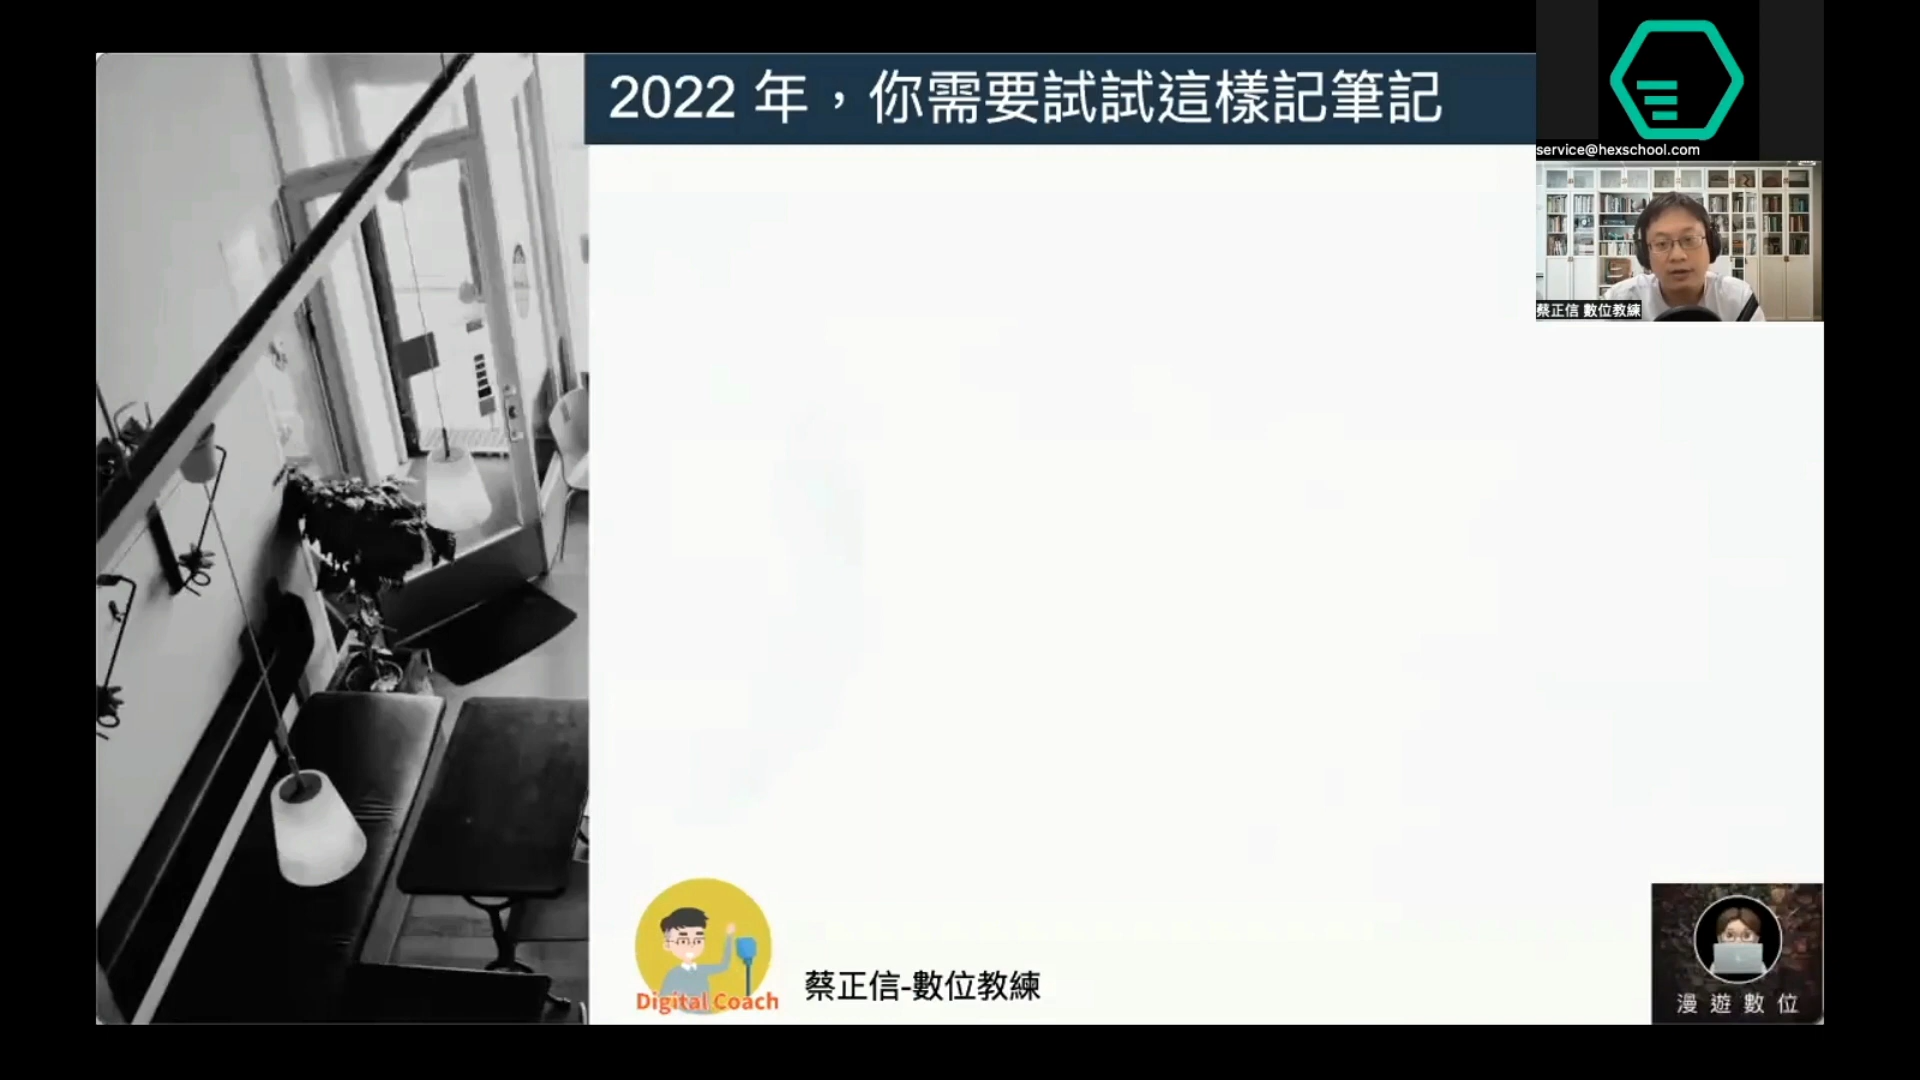 2022 年，你需要試試這樣記筆記
service@hexschool.com
蔡正信 數位教練
Digital Coach
蔡正信-數位教練
漫遊數位